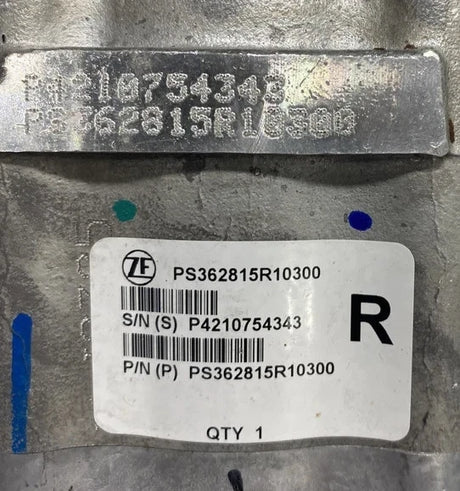 P4210754343
PS362815R10300
ZF PS362815R10300
S/N (S) P4210754343
R
P/N (P) PS362815R10300
QTY 1